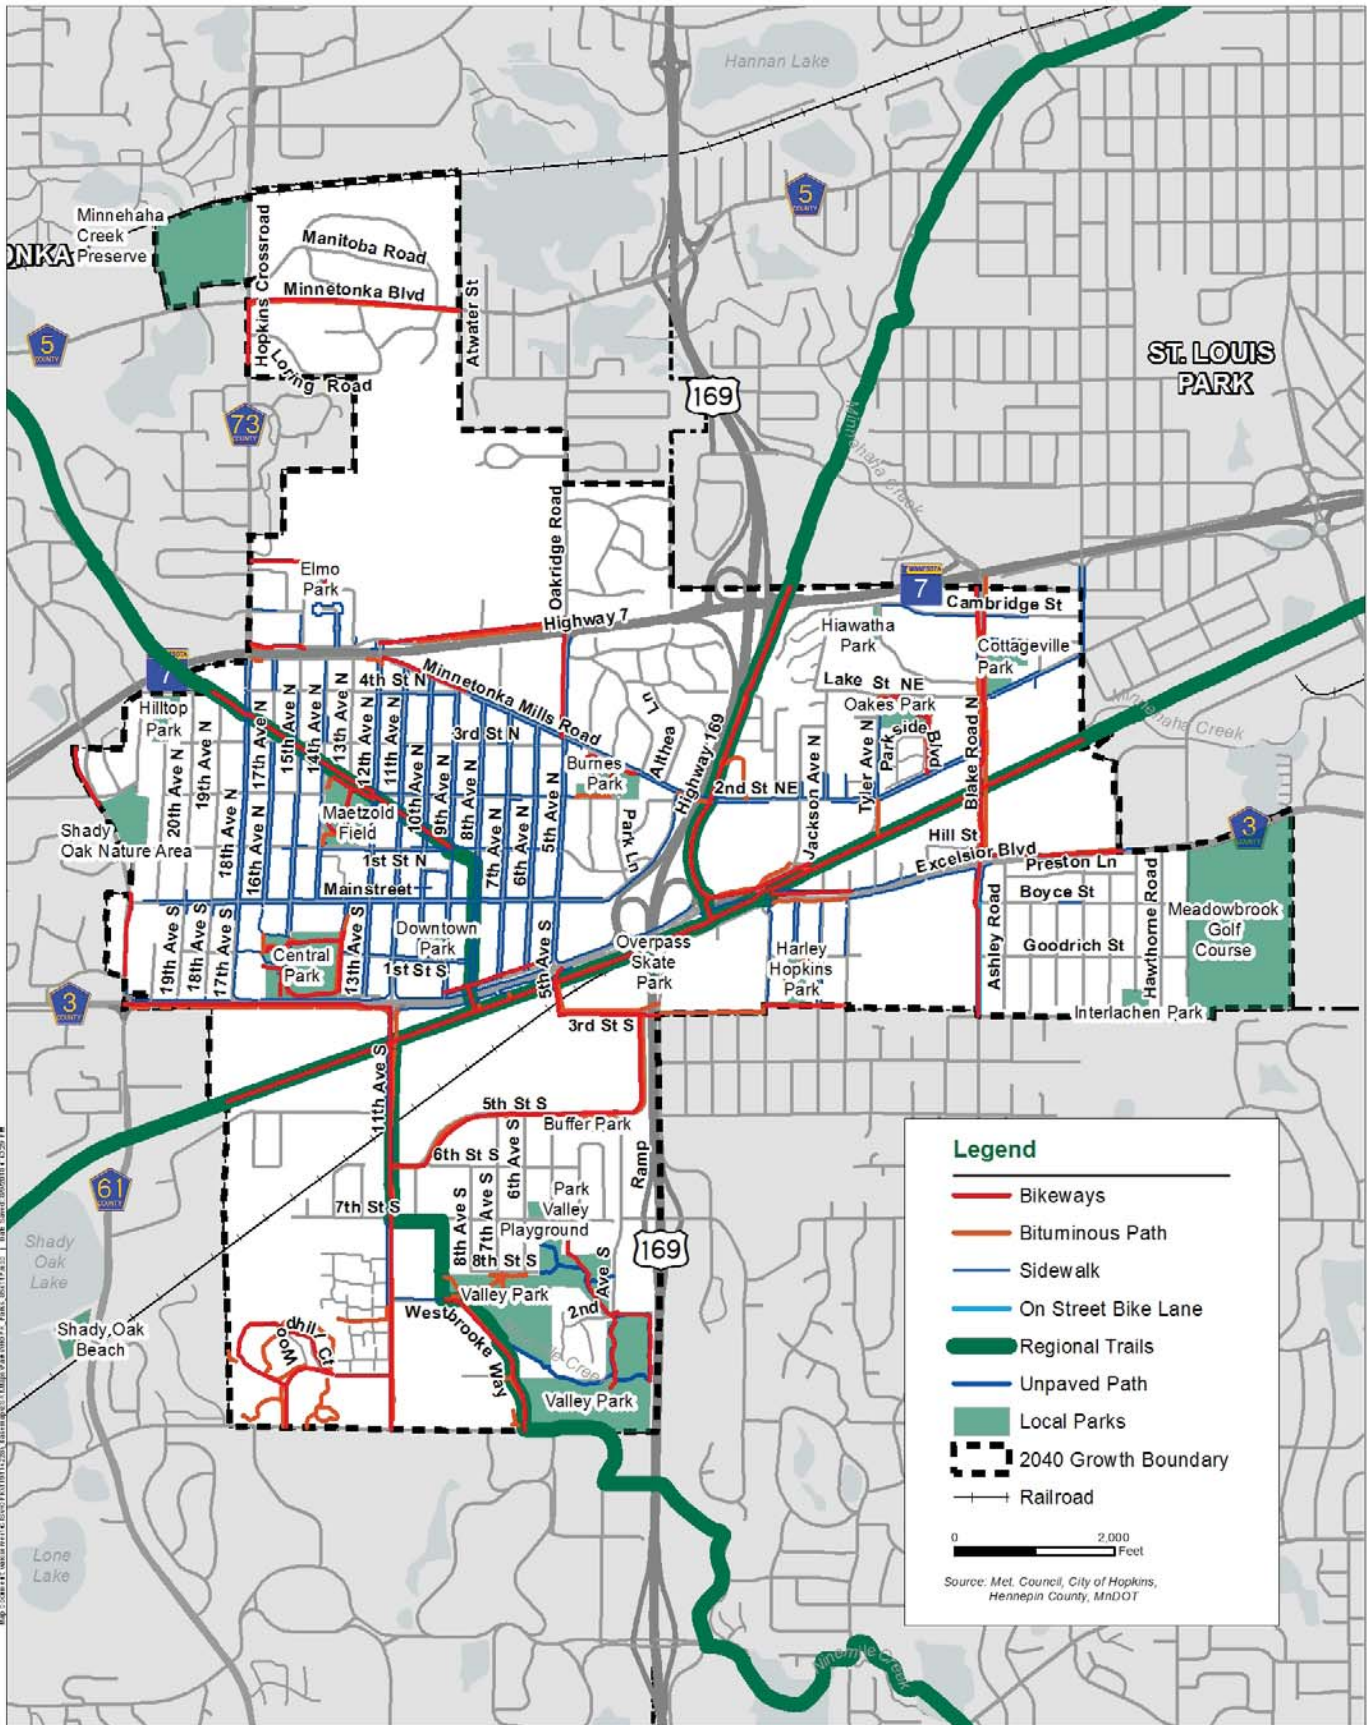 Hannan Lake
5
COUNTY
Minnehaha
Creek
Preserve
ONKA
Hopkins Crossroad
Manitoba Road
Minnetonka Blvd
Atwater St
5
COUNTY
Loring Road
ST. LOUIS
PARK
169
73
COUNTY
Minnehaha Creek
Oakridge Road
Elmo
Park
MINNESOTA
7
Cambridge St
Highway 7
Hiawatha
Park
Cottageville
Park
7
Minnetonka Mills Road
4th St N
Lake St NE
Oakes Park
Hilltop
Park
Minnehaha Creek
20th Ave N
19th Ave N
18th Ave N
17th Ave N
16th Ave N
15th Ave N
14th Ave N
13th Ave N
12th Ave N
11th Ave N
10th Ave N
9th Ave N
8th Ave N
7th Ave N
6th Ave N
5th Ave N
3rd St N
Althea
Ln
Highway 169
Parkside
Blvd
Blake Road N
Burnes
Park
2nd St NE
Jackson Ave N
Tyler Ave N
Maetzold
Field
Park Ln
Shady
Oak Nature Area
Hill St
3
COUNTY
1st St N
Excelsior Blvd
Preston Ln
Mainstreet
Boyce St
Ashley Road
Hawthorne Road
Meadowbrook
Golf
Course
19th Ave S
18th Ave S
17th Ave S
13th Ave S
Downtown
Park
Central
Park
1st St S
5th Ave S
Overpass
Skate
Park
Harley
Hopkins
Park
Goodrich St
3
COUNTY
3rd St S
Interlachen Park
11th Ave S
5th St S
Buffer Park
6th St S
6th Ave S
Ramp
61
COUNTY
7th St S
8th Ave S
7th Ave S
Park
Valley
Playground
8th St S
Shady
Oak
Lake
169
Valley Park
2nd Ave S
Westbrooke Way
Shady Oak
Beach
Woodhill Ct
Valley Park
Lone
Lake
Ninemile Creek
Legend
Bikeways
Bituminous Path
Sidewalk
On Street Bike Lane
Regional Trails
Unpaved Path
Local Parks
2040 Growth Boundary
Railroad
0 2,000
Feet
Source: Met. Council, City of Hopkins,
Hennepin County, MnDOT